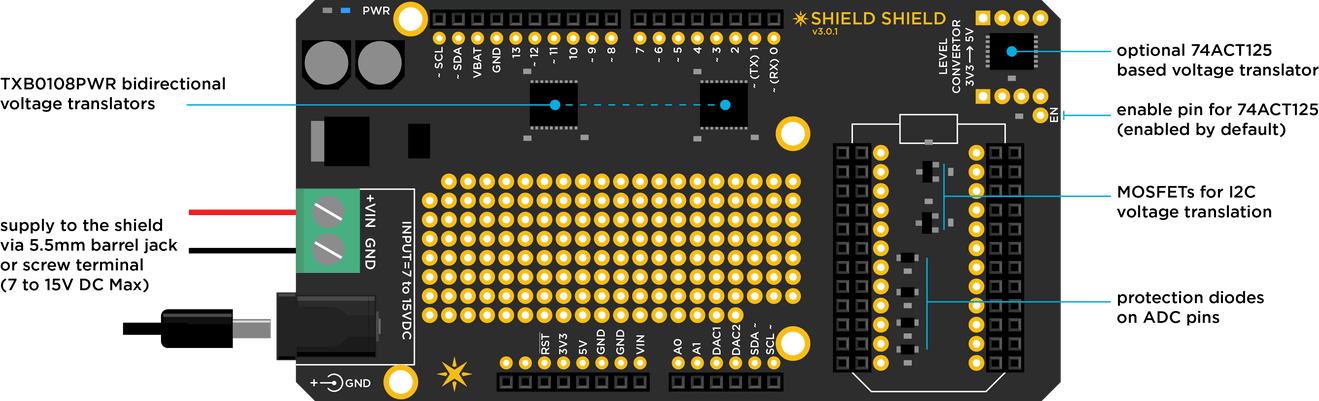 PWR
~ SCL
~ SDA
VBAT
GND
13
~ 12
~ 11
10
~ 9
~ 8
7
~ 6
~ 5
4
~ 3
2
~ (TX) 1
~ (RX) 0
SHIELD SHIELD
v3.0.1
LEVEL
CONVERTOR
3V3 → 5V
EN
optional 74ACT125
based voltage translator
enable pin for 74ACT125
(enabled by default)
TXB0108PWR bidirectional
voltage translators
MOSFETs for I2C
voltage translation
supply to the shield
via 5.5mm barrel jack
or screw terminal
(7 to 15V DC Max)
+VIN
GND
INPUT=7 to 15VDC
protection diodes
on ADC pins
RST
3V3
5V
GND
GND
VIN
A0
A1
DAC1
DAC2
SDA ~
SCL ~
+ GND